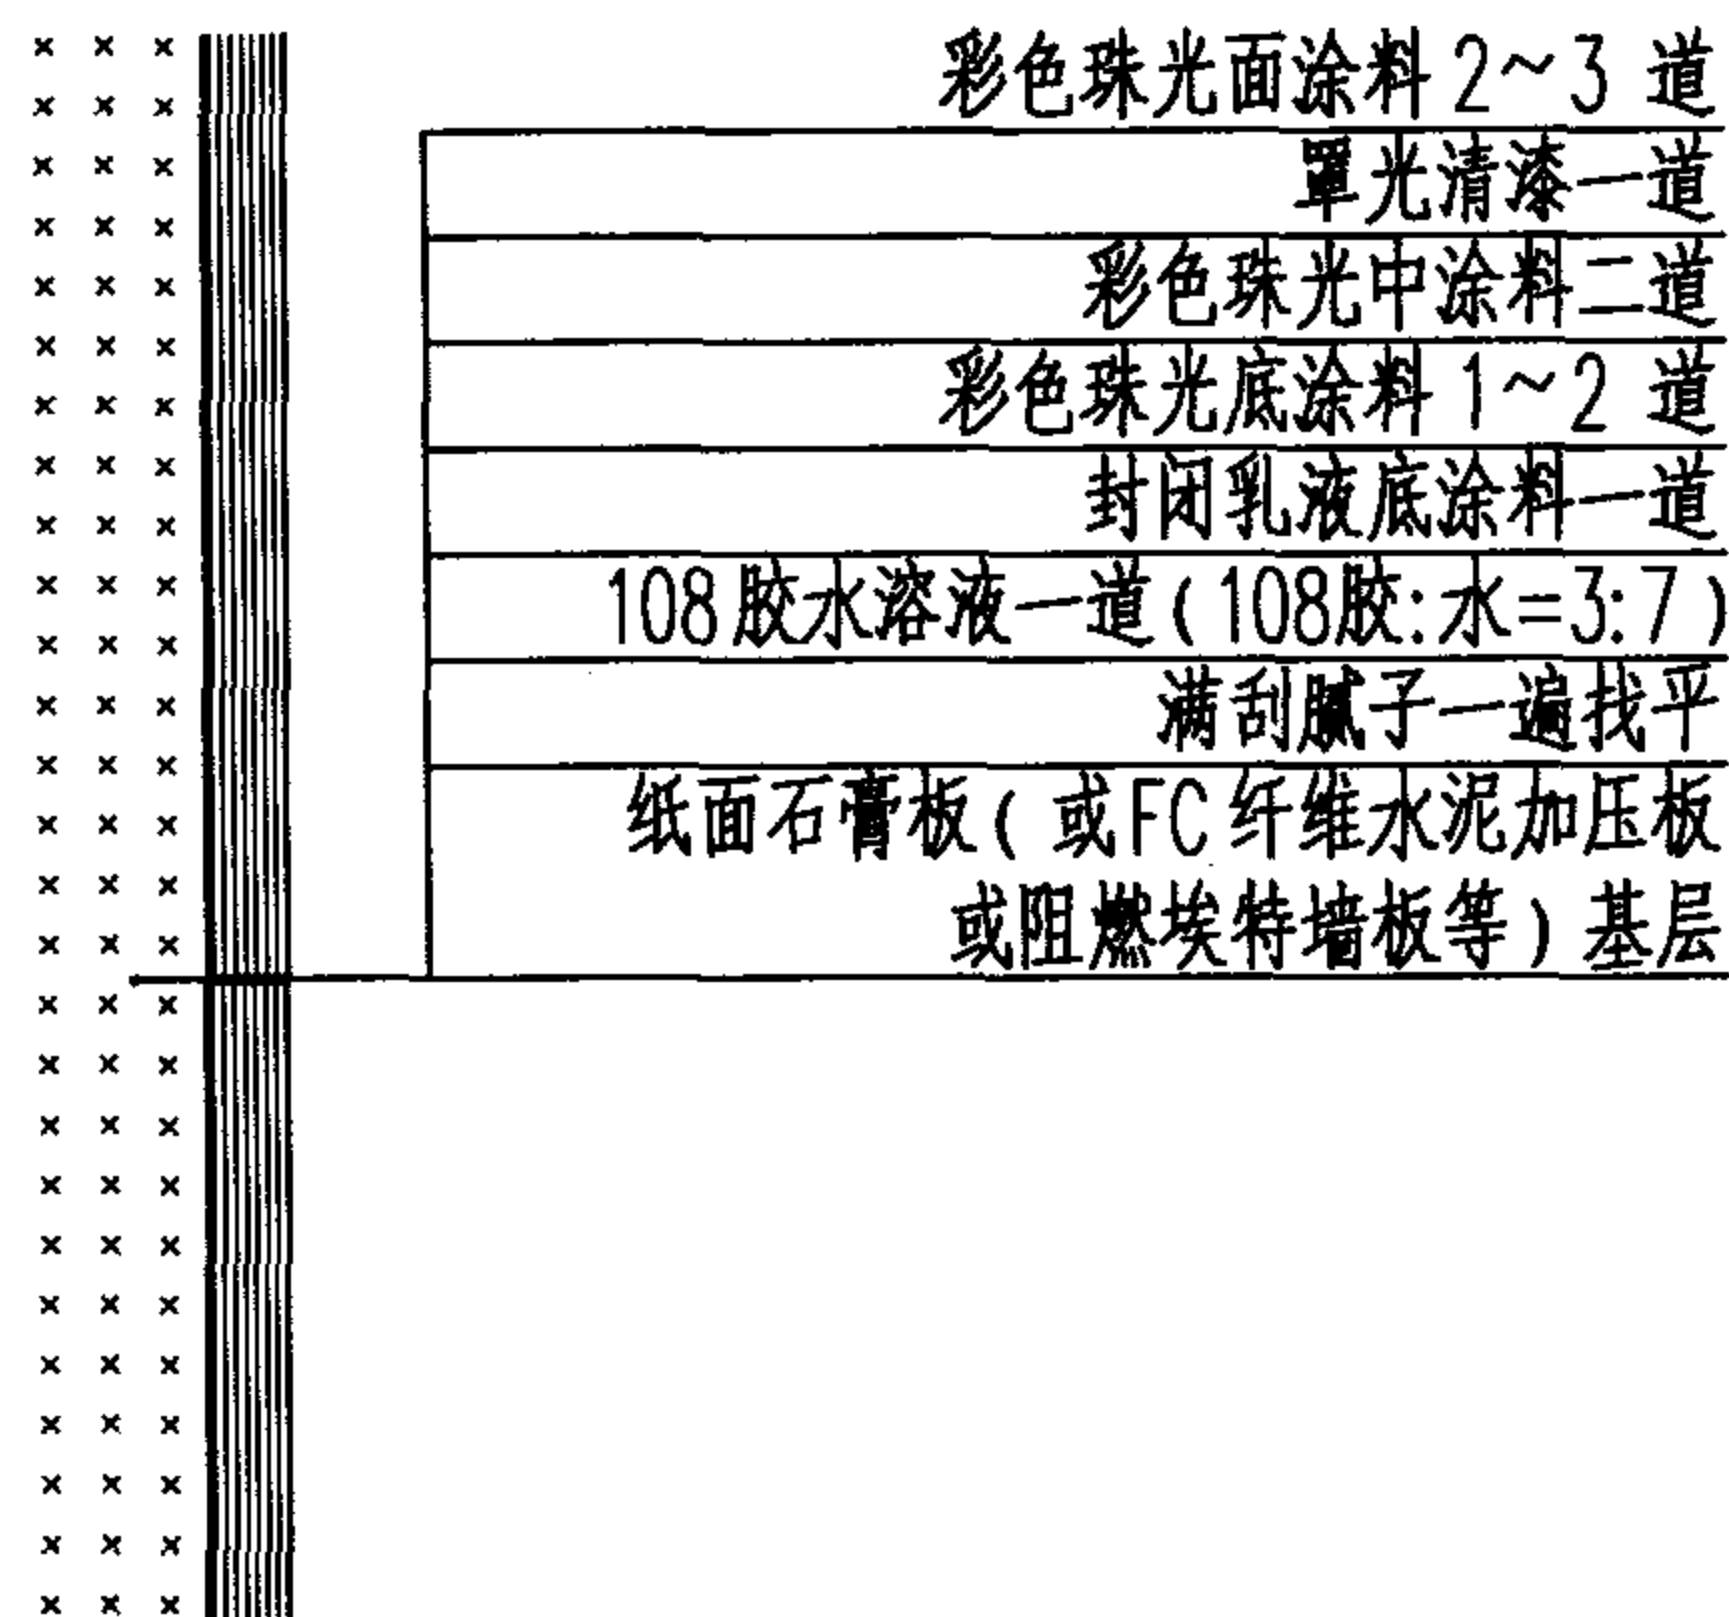 彩色珠光面涂料2~3 道
罩光清漆一道
彩色珠光中涂料二道
彩色珠光底涂料1~2 道
封闭乳液底涂料一道
108胶水溶液一道(108胶:水=3:7)
满刮腻子一遍找平
纸面石膏板(或FC纤维水泥加压板
或阻燃埃特墙板等)基层